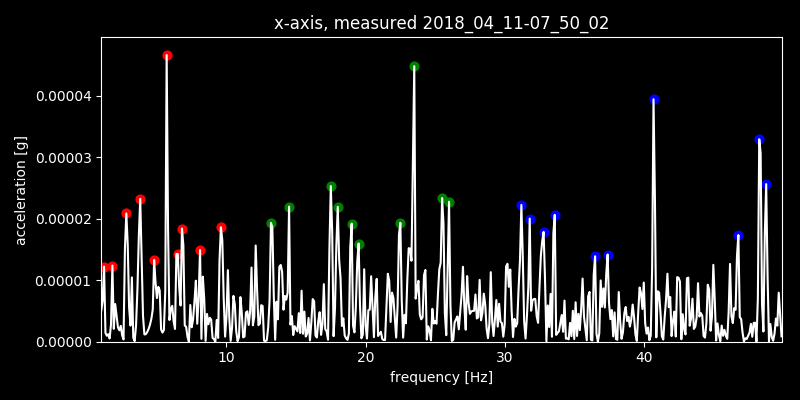 x-axis, measured 2018_04_11-07_50_02
acceleration [g]
0.00004
0.00003
0.00002
0.00001
0.00000
10 20 30 40
frequency [Hz]